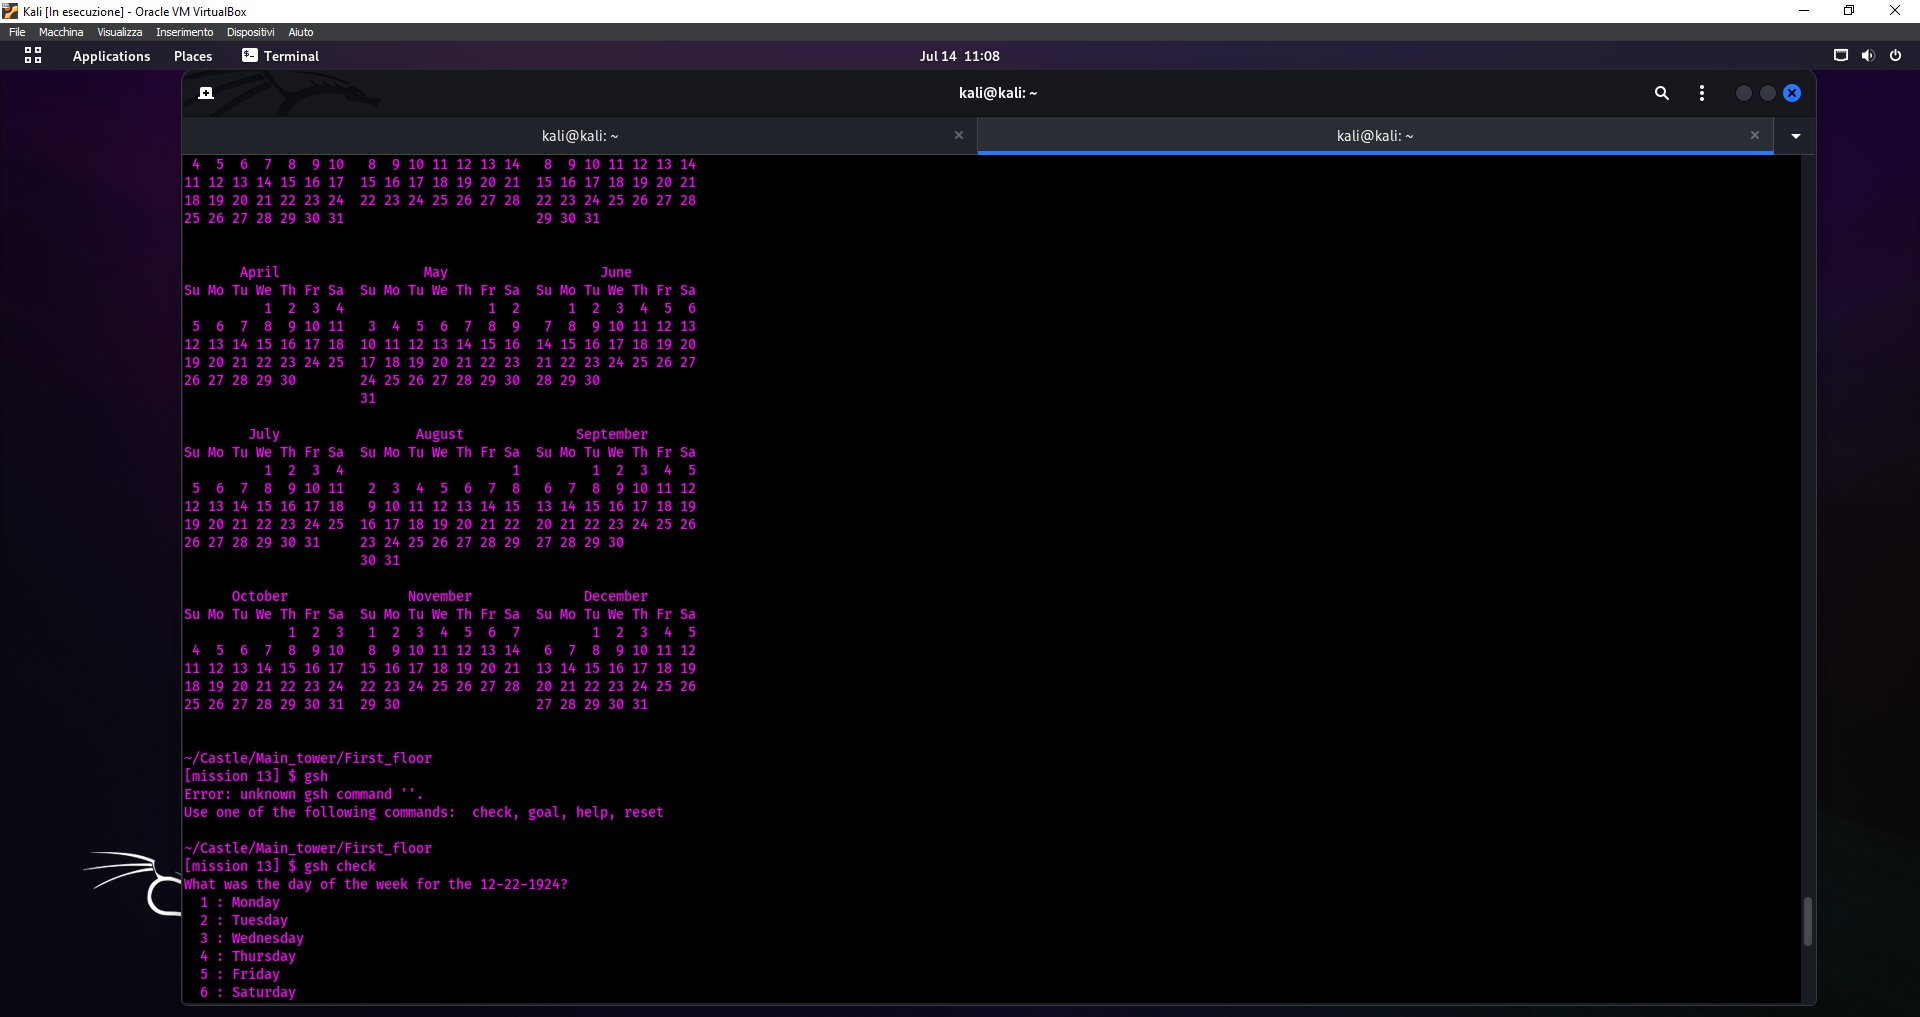 Kali [In esecuzione] - Oracle VM VirtualBox
File Macchina Visualizza Inserimento Dispositivi Aiuto
Applications Places Terminal Jul 14 11:08
kali@kali: ~
kali@kali: ~ kali@kali: ~
 4  5  6  7  8  9 10   8  9 10 11 12 13 14   8  9 10 11 12 13 14
11 12 13 14 15 16 17  15 16 17 18 19 20 21  15 16 17 18 19 20 21
18 19 20 21 22 23 24  22 23 24 25 26 27 28  22 23 24 25 26 27 28
25 26 27 28 29 30 31                        29 30 31
       April                  May                   June
Su Mo Tu We Th Fr Sa  Su Mo Tu We Th Fr Sa  Su Mo Tu We Th Fr Sa
          1  2  3  4                  1  2      1  2  3  4  5  6
 5  6  7  8  9 10 11   3  4  5  6  7  8  9   7  8  9 10 11 12 13
12 13 14 15 16 17 18  10 11 12 13 14 15 16  14 15 16 17 18 19 20
19 20 21 22 23 24 25  17 18 19 20 21 22 23  21 22 23 24 25 26 27
26 27 28 29 30        24 25 26 27 28 29 30  28 29 30
                      31
        July                 August              September
Su Mo Tu We Th Fr Sa  Su Mo Tu We Th Fr Sa  Su Mo Tu We Th Fr Sa
          1  2  3  4                     1         1  2  3  4  5
 5  6  7  8  9 10 11   2  3  4  5  6  7  8   6  7  8  9 10 11 12
12 13 14 15 16 17 18   9 10 11 12 13 14 15  13 14 15 16 17 18 19
19 20 21 22 23 24 25  16 17 18 19 20 21 22  20 21 22 23 24 25 26
26 27 28 29 30 31     23 24 25 26 27 28 29  27 28 29 30
                      30 31
      October               November              December
Su Mo Tu We Th Fr Sa  Su Mo Tu We Th Fr Sa  Su Mo Tu We Th Fr Sa
             1  2  3   1  2  3  4  5  6  7         1  2  3  4  5
 4  5  6  7  8  9 10   8  9 10 11 12 13 14   6  7  8  9 10 11 12
11 12 13 14 15 16 17  15 16 17 18 19 20 21  13 14 15 16 17 18 19
18 19 20 21 22 23 24  22 23 24 25 26 27 28  20 21 22 23 24 25 26
25 26 27 28 29 30 31  29 30                 27 28 29 30 31
~/Castle/Main_tower/First_floor
[mission 13] $ gsh
Error: unknown gsh command ''.
Use one of the following commands:  check, goal, help, reset
~/Castle/Main_tower/First_floor
[mission 13] $ gsh check
What was the day of the week for the 12-22-1924?
  1 : Monday
  2 : Tuesday
  3 : Wednesday
  4 : Thursday
  5 : Friday
  6 : Saturday